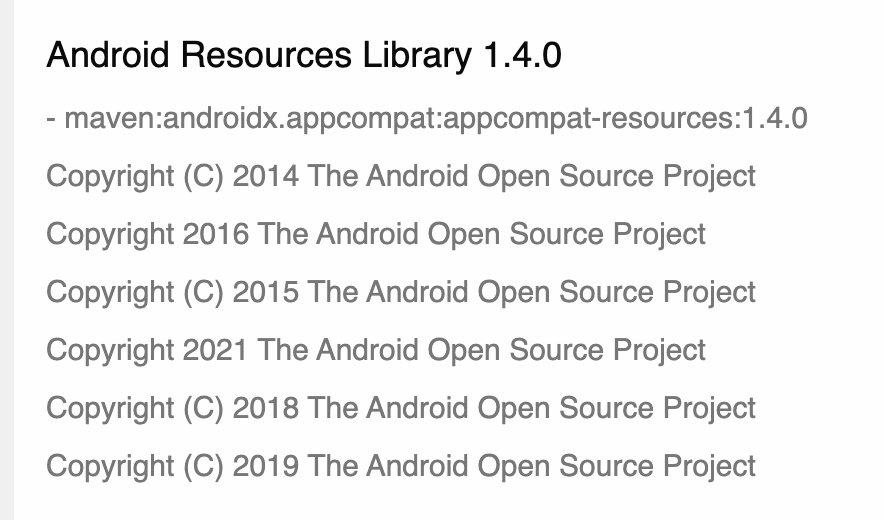 Android Resources Library 1.4.0
- maven:androidx.appcompat:appcompat-resources:1.4.0
Copyright (C) 2014 The Android Open Source Project
Copyright 2016 The Android Open Source Project
Copyright (C) 2015 The Android Open Source Project
Copyright 2021 The Android Open Source Project
Copyright (C) 2018 The Android Open Source Project
Copyright (C) 2019 The Android Open Source Project